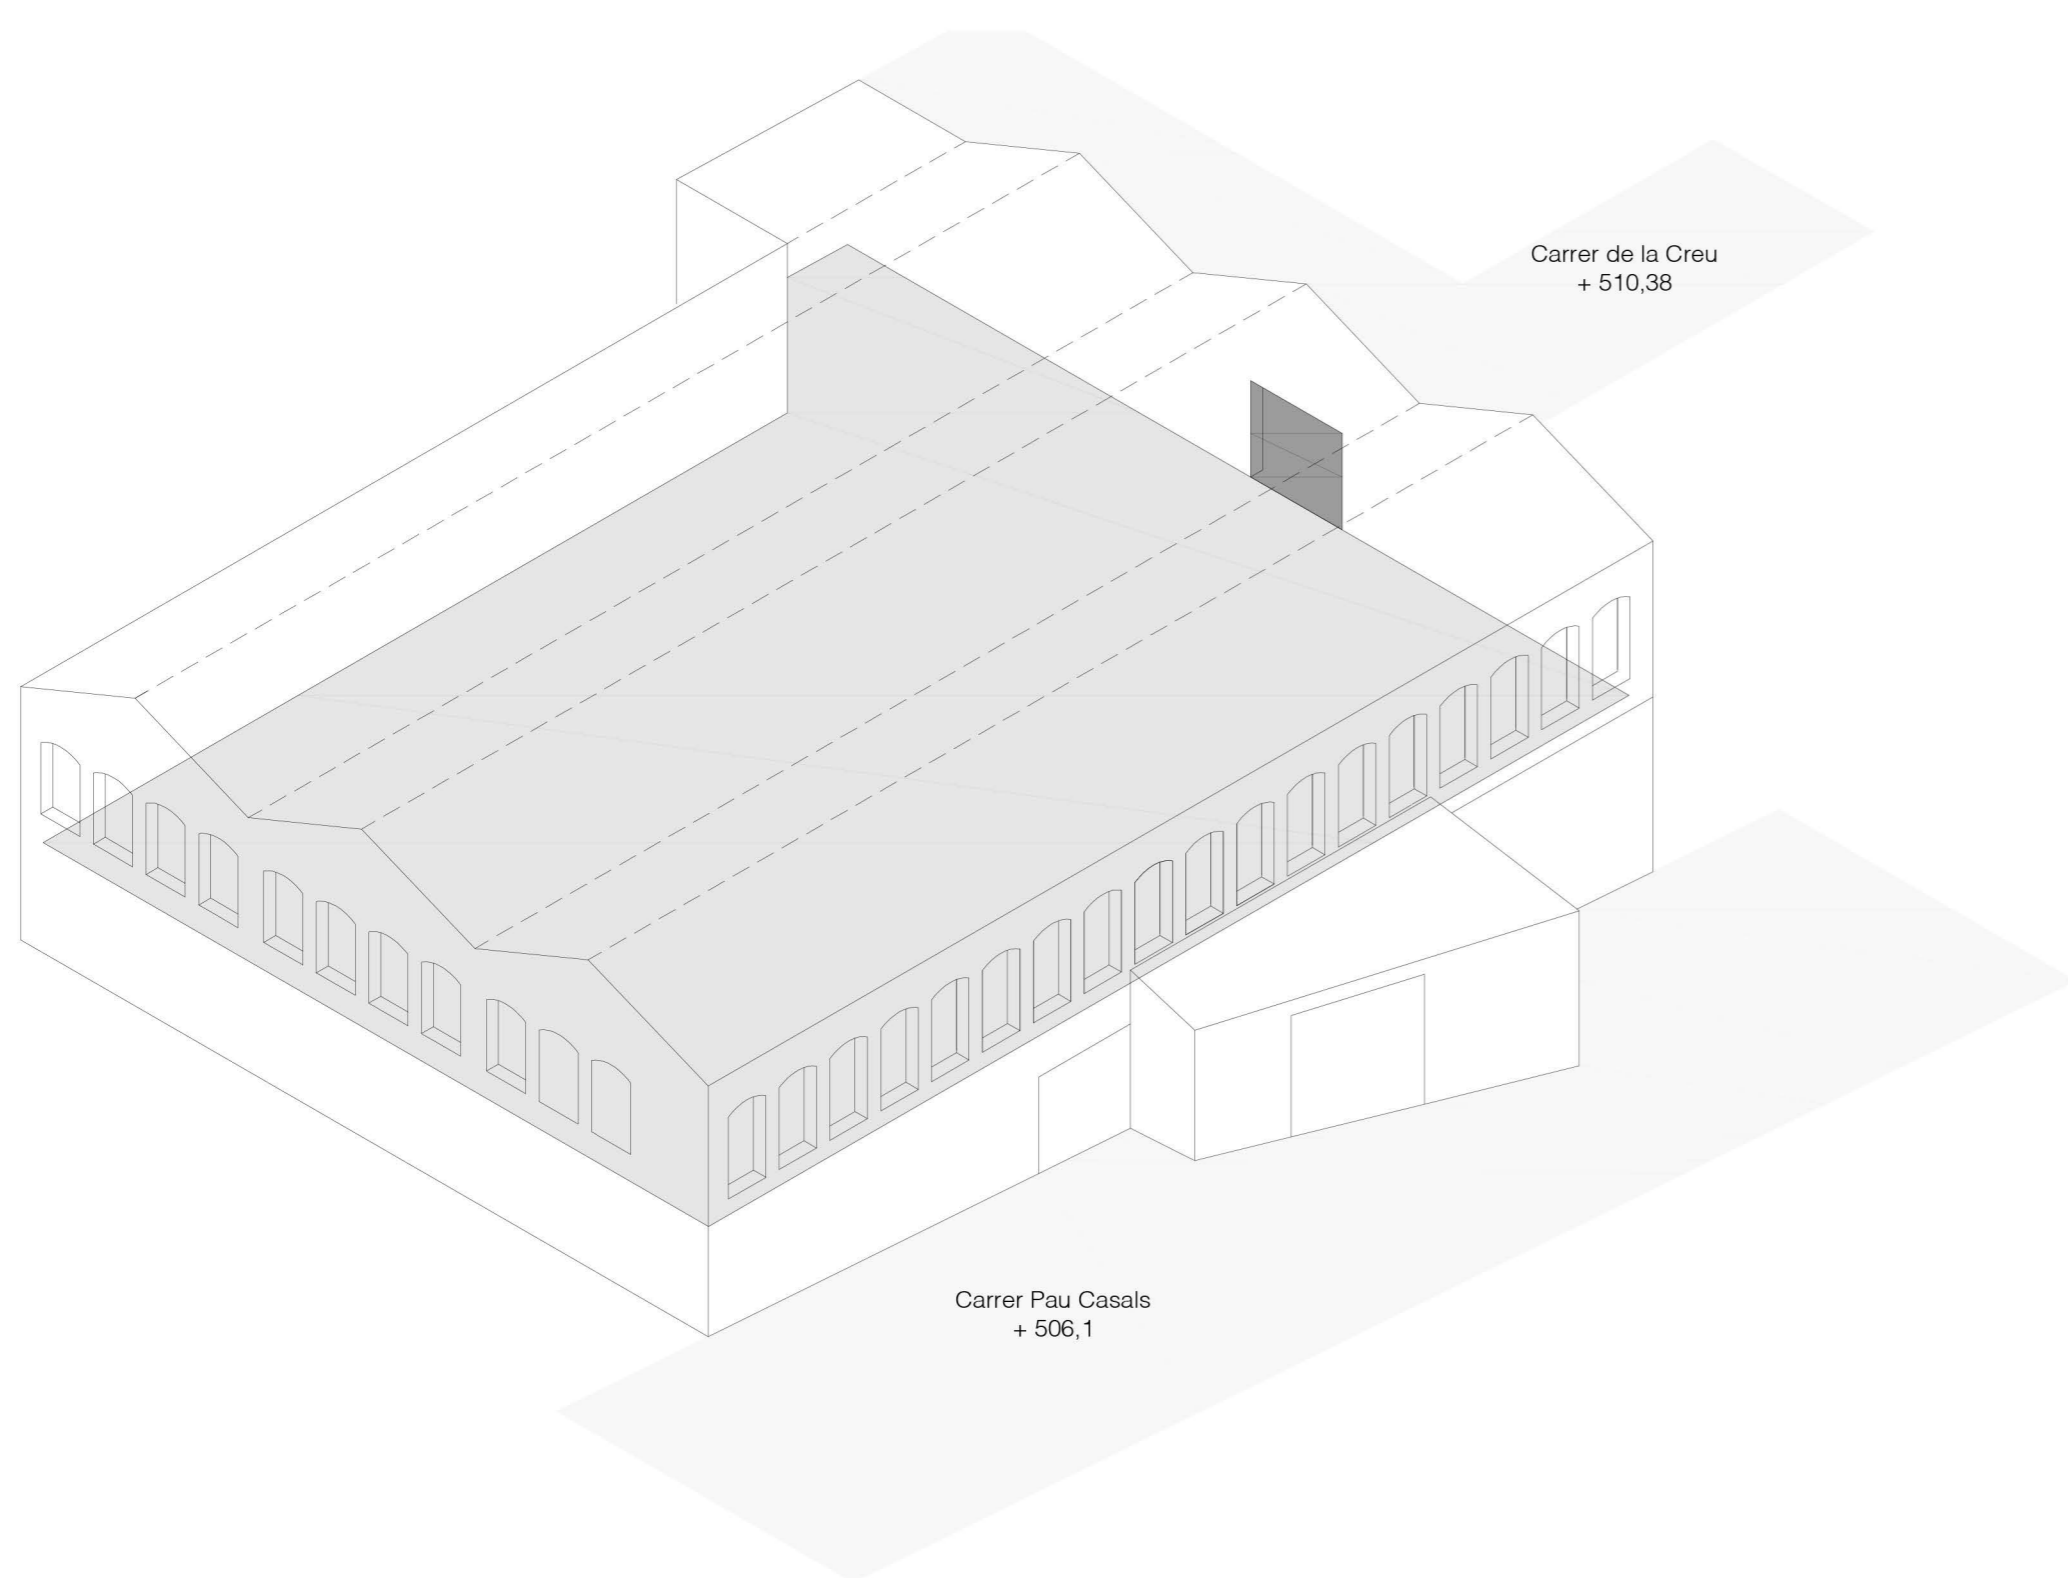 Carrer de la Creu
+ 510,38
Carrer Pau Casals
+ 506,1